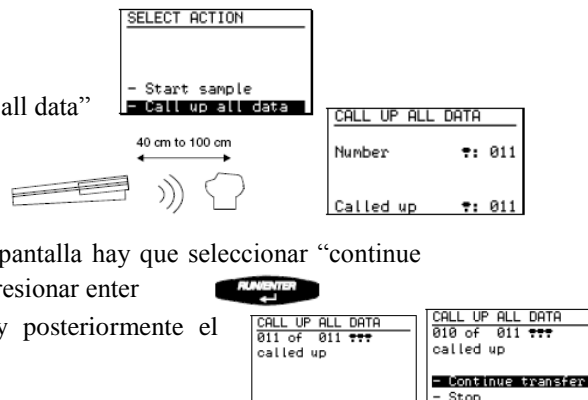 SELECT ACTION
- Start sample
- Call up all data
all data”
40 cm to 100 cm
CALL UP ALL DATA
Number : 011
Called up : 011
pantalla hay que seleccionar “continue
resionar enter
RUN/ENTER
y posteriormente el
CALL UP ALL DATA
011 of 011
called up
CALL UP ALL DATA
010 of 011
called up
- Continue transfer
- Stop